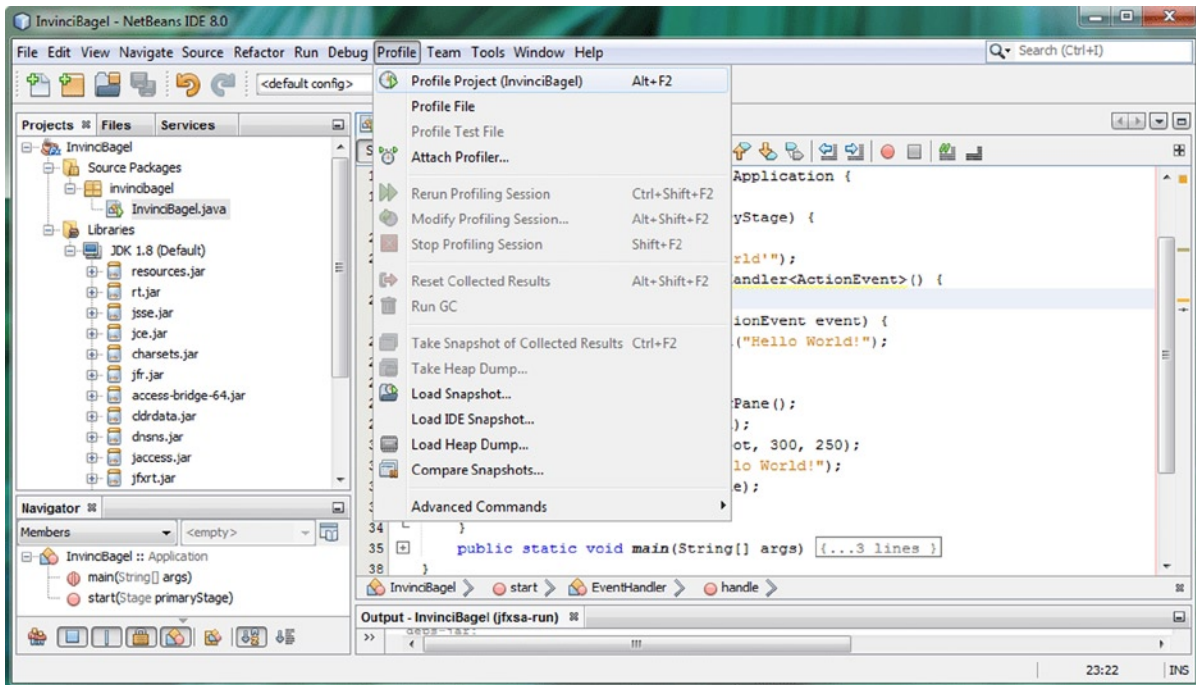 InvinciBagel - NetBeans IDE 8.0
File Edit View Navigate Source Refactor Run Debug Profile Team Tools Window Help
Search (Ctrl+I)
<default config>
Projects Files Services
InvinciBagel
Source Packages
invincibagel
InvinciBagel.java
Libraries
JDK 1.8 (Default)
resources.jar
rt.jar
jsse.jar
jce.jar
charsets.jar
jfr.jar
access-bridge-64.jar
cldrdata.jar
dnsns.jar
jaccess.jar
jfxrt.jar
Navigator
Members <empty>
InvinciBagel :: Application
main(String[] args)
start(Stage primaryStage)
Profile Project (InvinciBagel) Alt+F2
Profile File
Profile Test File
Attach Profiler...
Rerun Profiling Session Ctrl+Shift+F2
Modify Profiling Session... Alt+Shift+F2
Stop Profiling Session Shift+F2
Reset Collected Results Alt+Shift+F2
Run GC
Take Snapshot of Collected Results Ctrl+F2
Take Heap Dump...
Load Snapshot...
Load IDE Snapshot...
Load Heap Dump...
Compare Snapshots...
Advanced Commands
Application {
yStage) {
rld'");
andler<ActionEvent>() {
ionEvent event) {
.("Hello World!");
Pane();
);
ot, 300, 250);
lo World!");
e);
34 }
35 public static void main(String[] args) {...3 lines }
38 }
InvinciBagel start EventHandler handle
Output - InvinciBagel (jfxsa-run)
23:22 INS